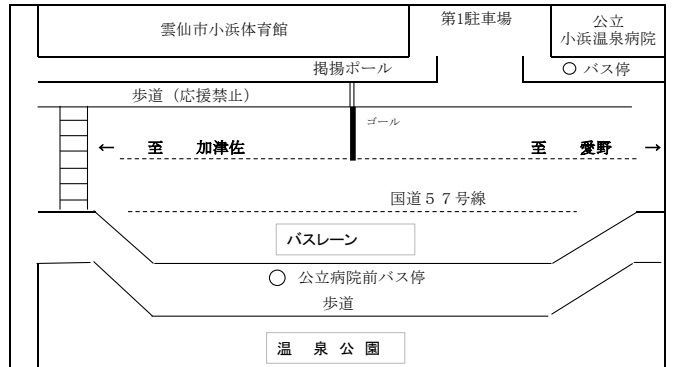 雲仙市小浜体育館
第1駐車場
公立
小浜温泉病院
掲揚ポール
○ バス停
歩道（応援禁止）
ゴール
← 至 加津佐
至 愛野 →
国道５７号線
バスレーン
○ 公立病院前バス停
歩道
温 泉 公 園